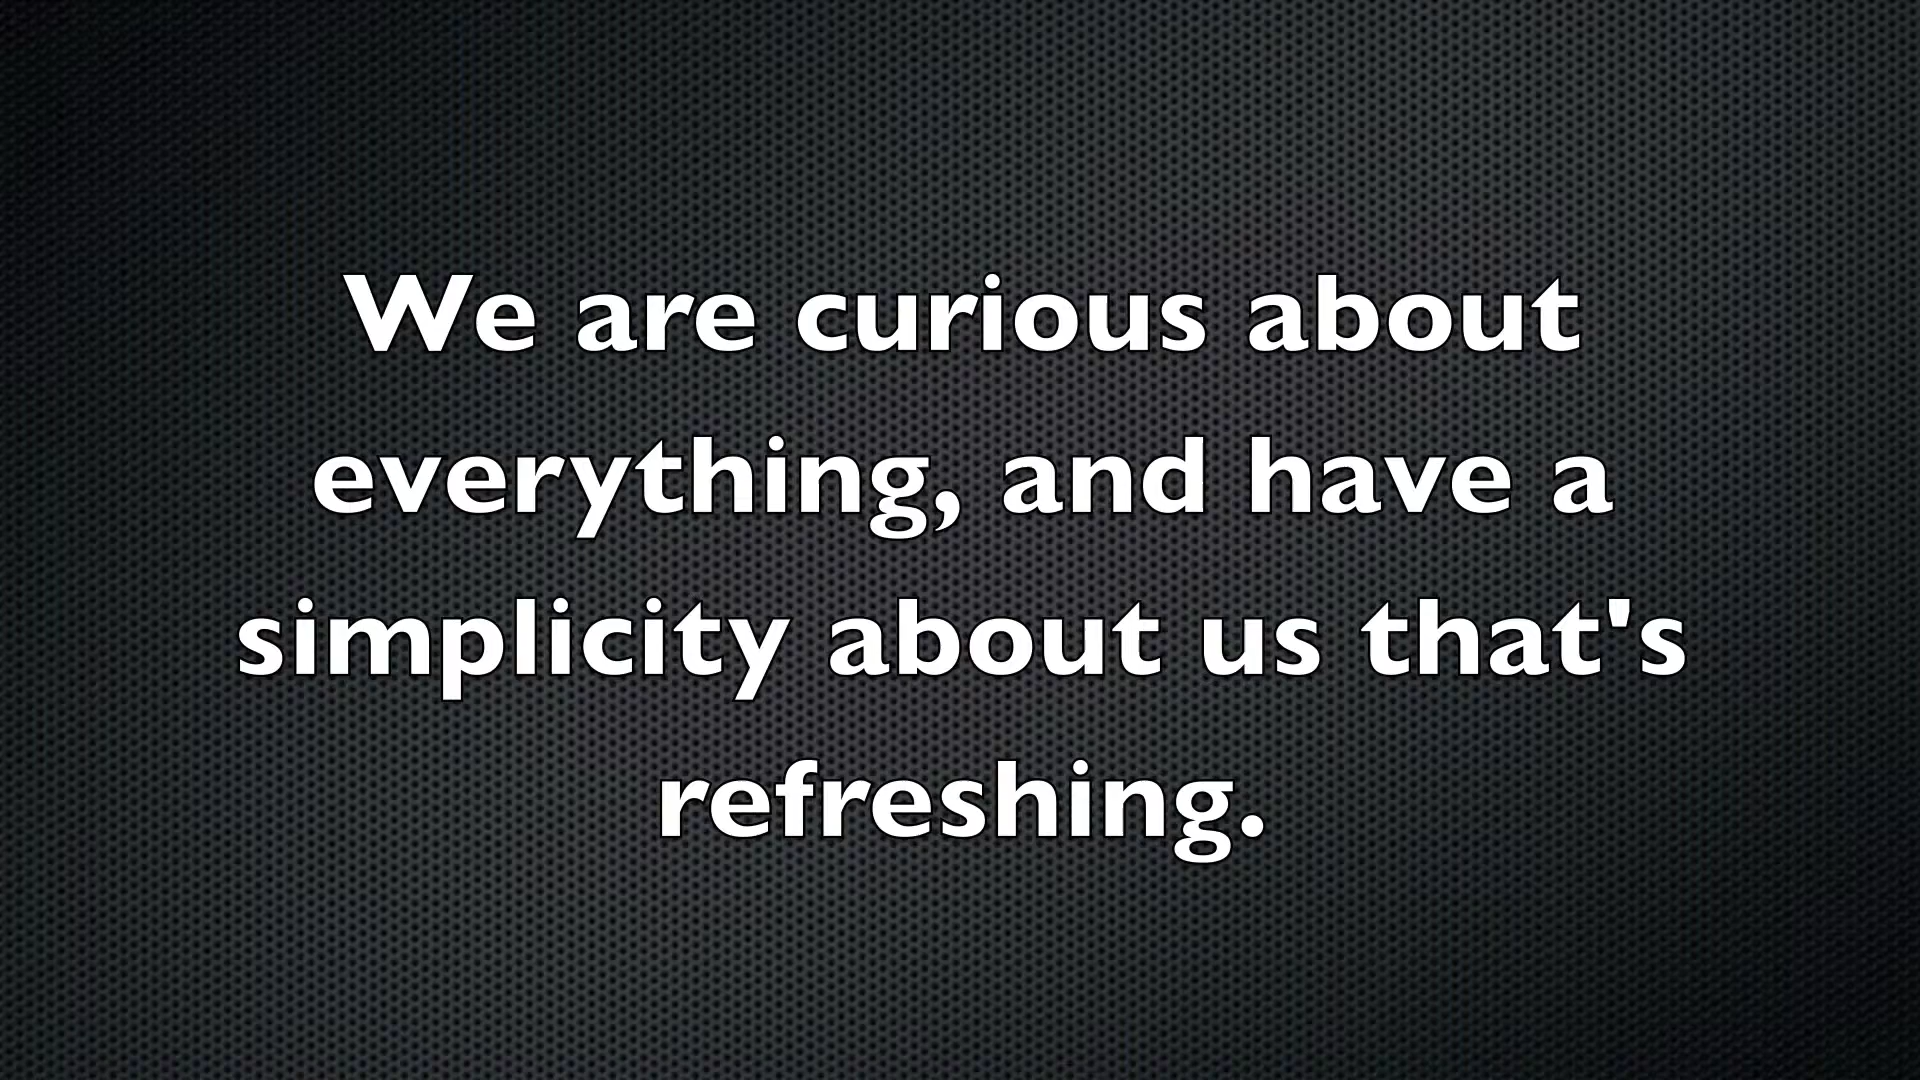 We are curious about
everything, and have a
simplicity about us that's
refreshing.